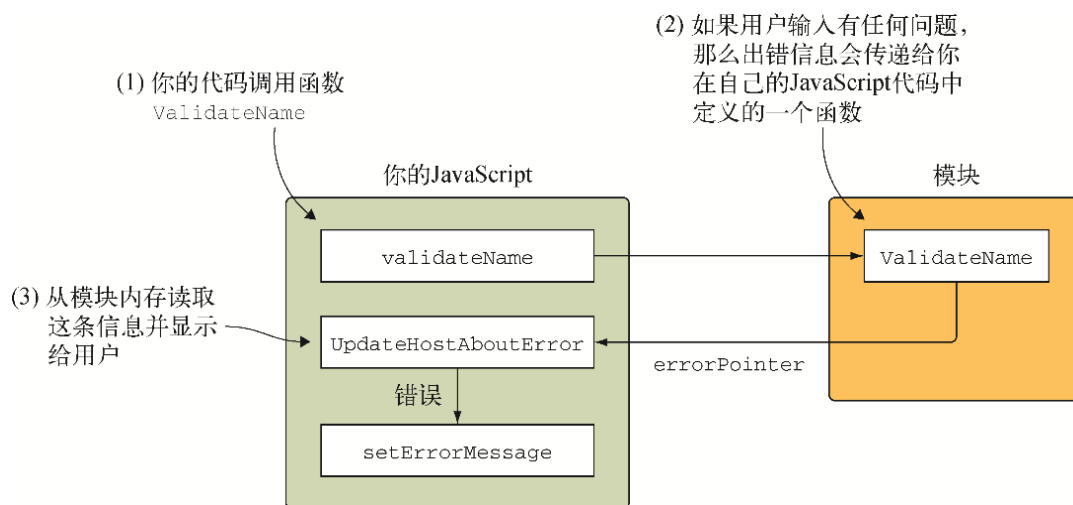 (1) 你的代码调用函数
ValidateName
(2) 如果用户输入有任何问题,
那么出错信息会传递给你
在自己的JavaScript代码中
定义的一个函数
你的JavaScript
模块
validateName
ValidateName
(3) 从模块内存读取
这条信息并显示
给用户
UpdateHostAboutError
errorPointer
错误
setErrorMessage